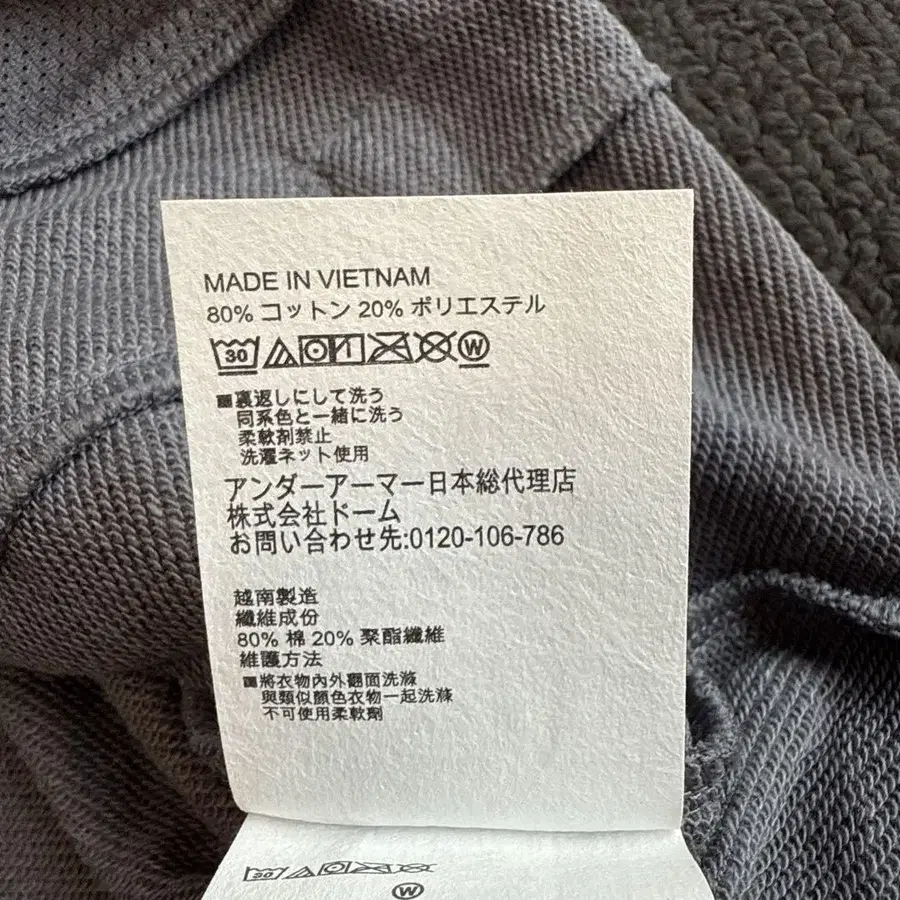 MADE IN VIETNAM
80% コットン 20% ポリエステル
30 W
裏返しにして洗う
同系色と一緒に洗う
柔軟剤禁止
洗濯ネット使用
アンダーアーマー日本総代理店
株式会社ドーム
お問い合わせ先:0120-106-786
越南製造
纖維成份
80% 棉 20% 聚酯纖維
維護方法
將衣物內外翻面洗滌
與類似顏色衣物一起洗滌
不可使用柔軟劑
30
W